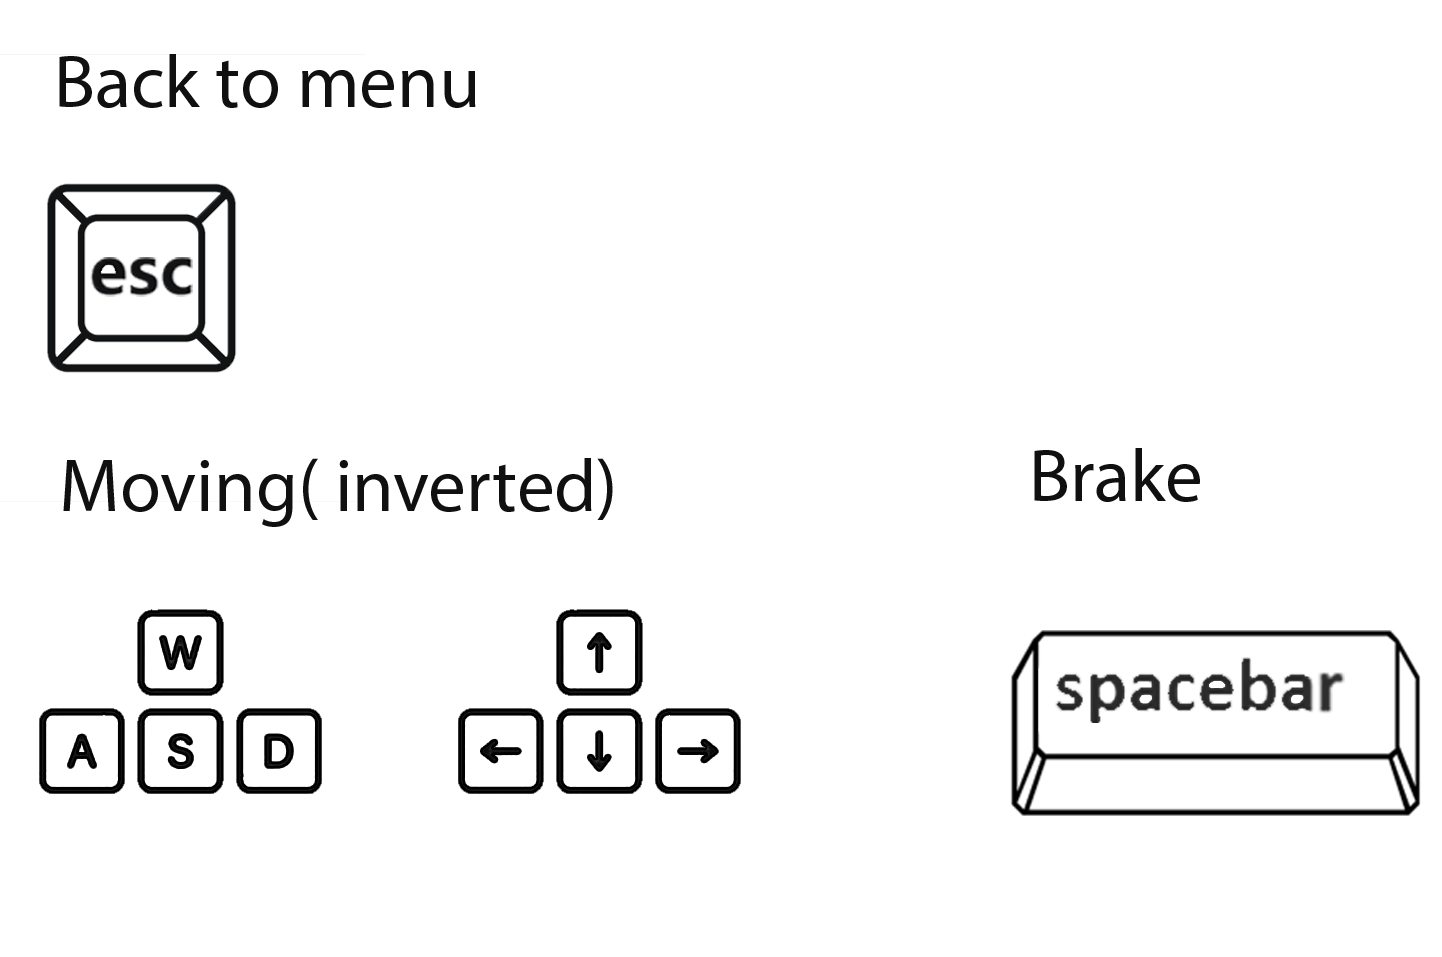 Back to menu
esc
Moving( inverted)
Brake
W
↑
A S D
← ↓ →
spacebar